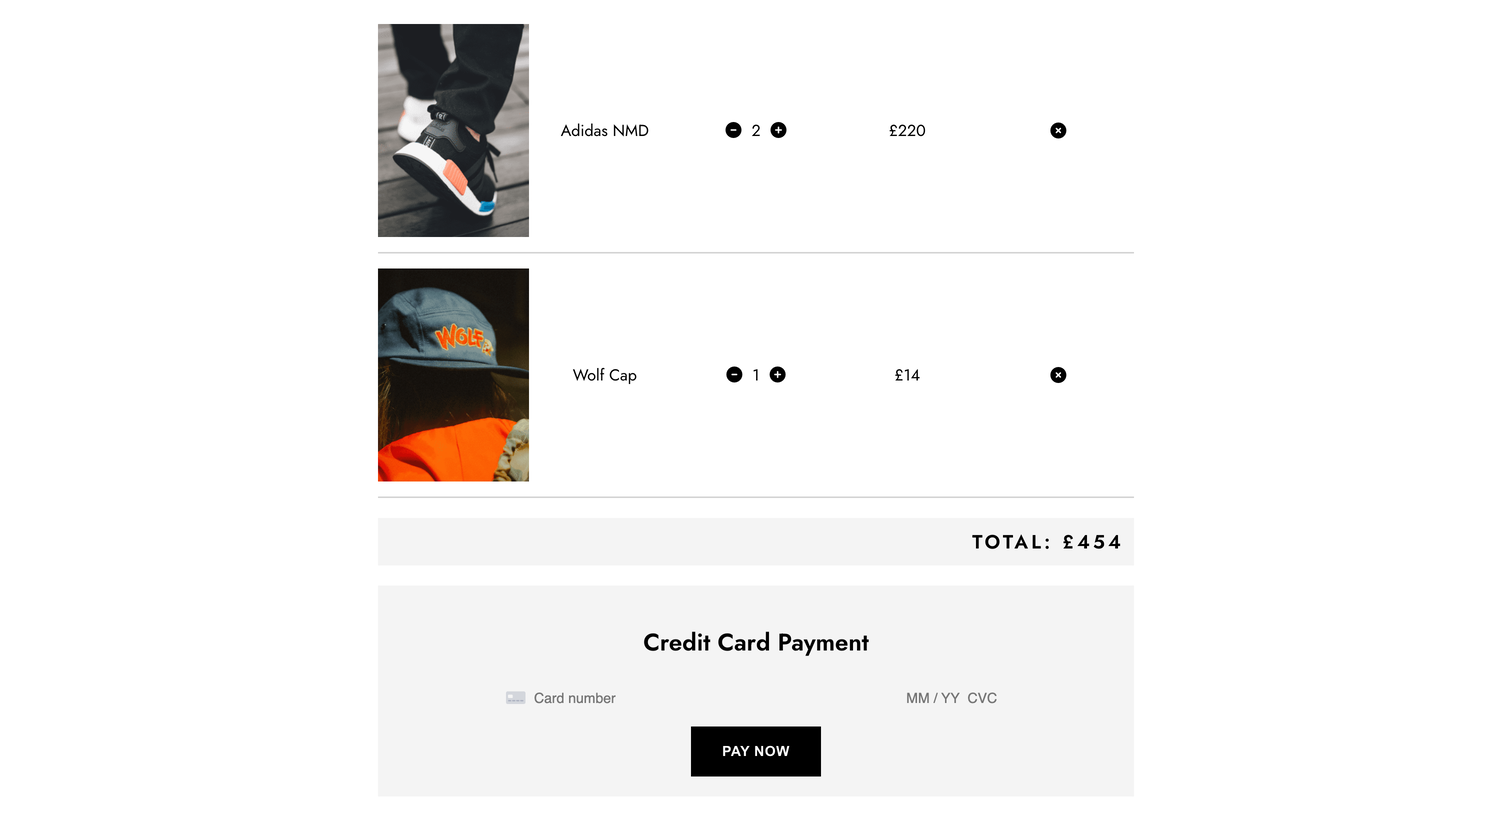 Adidas NMD 2 £220
WOLF
Wolf Cap 1 £14
TOTAL: £454
Credit Card Payment
Card number MM / YY CVC
PAY NOW